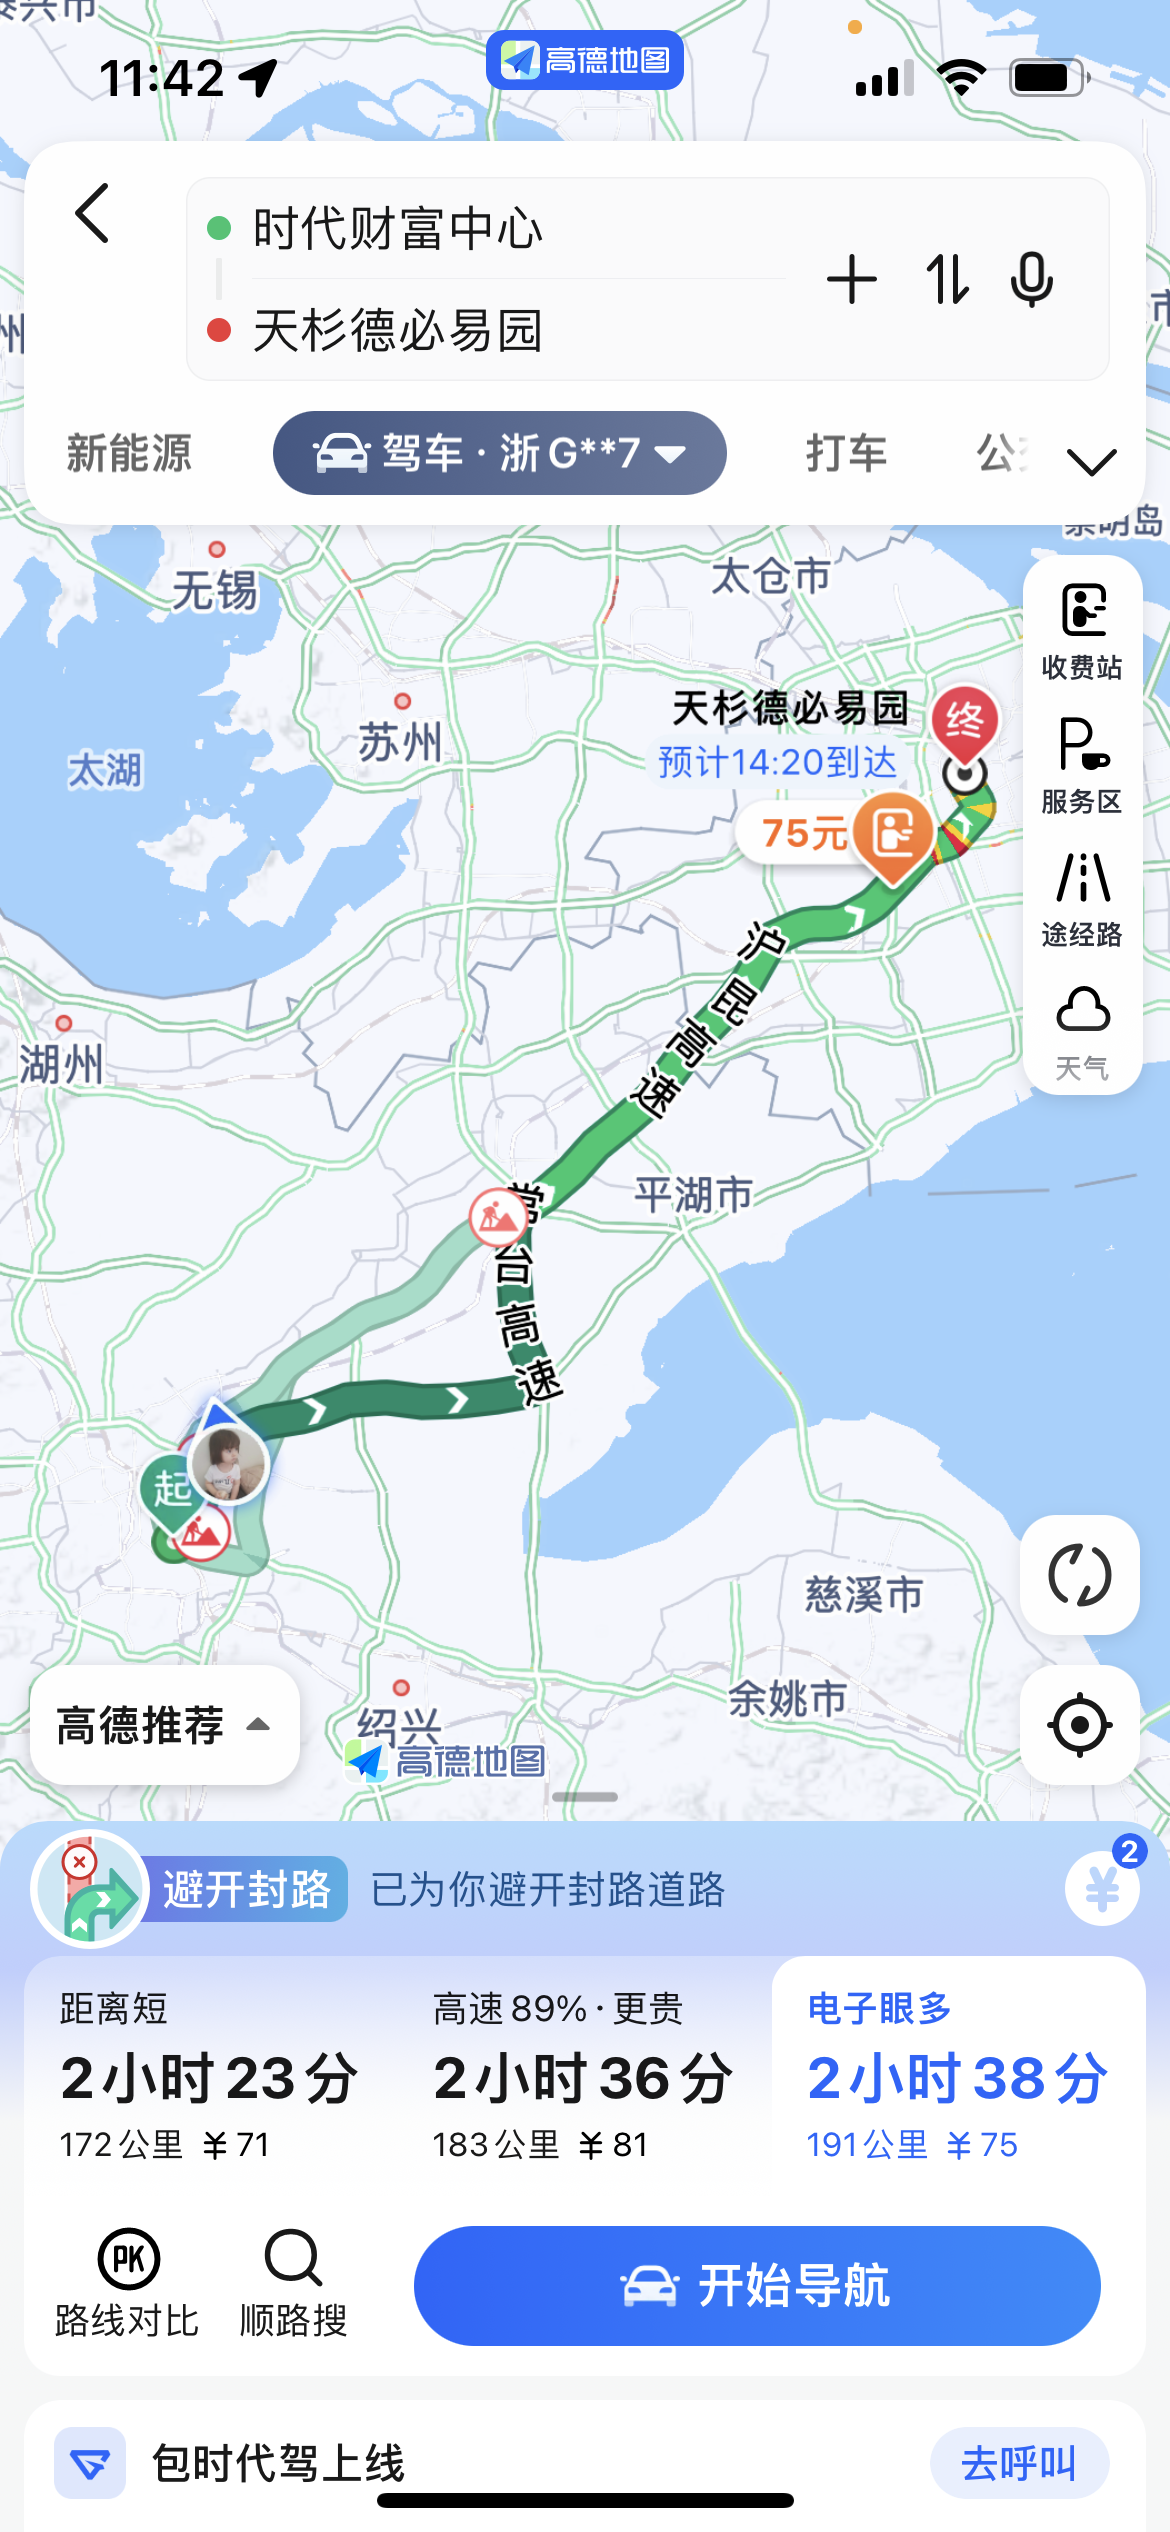 11:42
高德地图
时代财富中心
天杉德必易园
新能源
驾车 · 浙 G**7
打车
无锡
太仓市
收费站
苏州
天杉德必易园
终
太湖
预计14:20到达
服务区
75元
途经路
沪昆高速
湖州
天气
平湖市
常台高速
起
慈溪市
余姚市
高德推荐
绍兴
高德地图
避开封路
已为你避开封路道路
2
距离短
高速 89% · 更贵
电子眼多
2小时23分
2小时36分
2小时38分
172公里 ¥71
183公里 ¥81
191公里 ¥75
PK
路线对比
顺路搜
开始导航
包时代驾上线
去呼叫